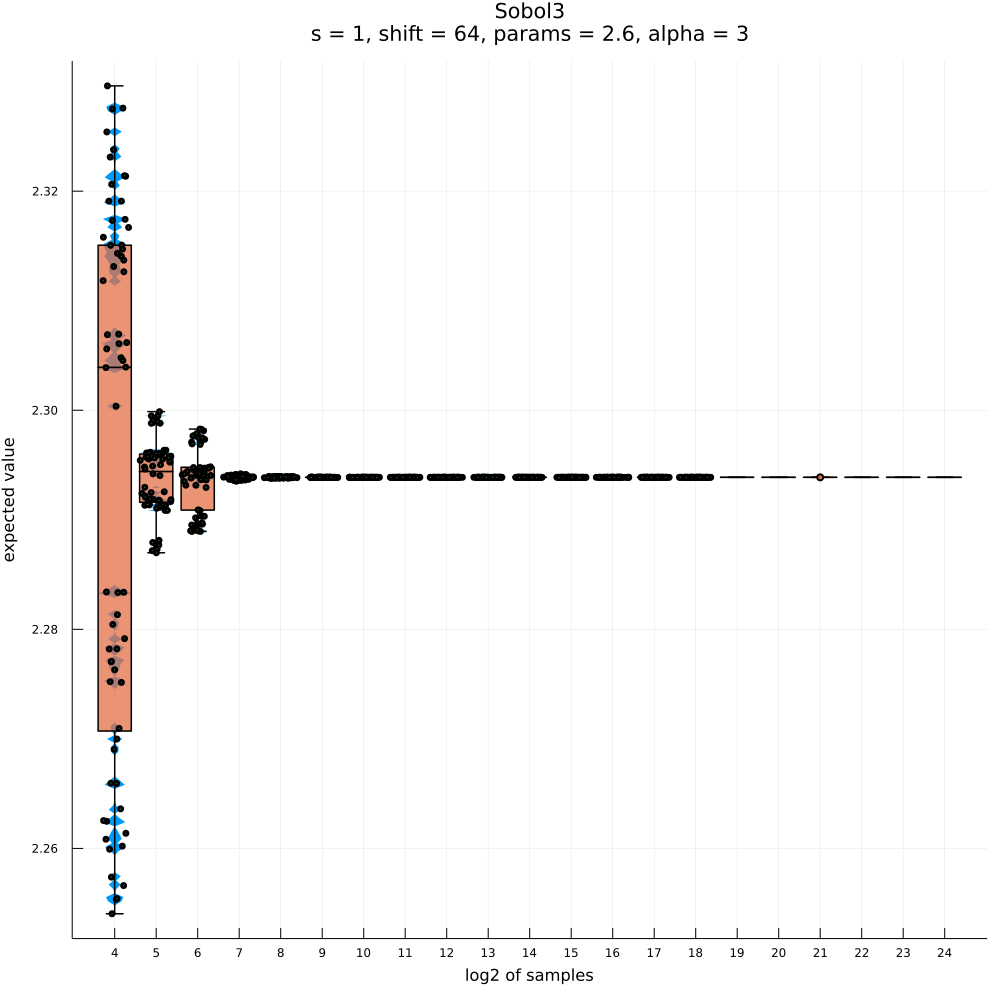 Sobol3
s = 1, shift = 64, params = 2.6, alpha = 3
expected value
2.32
2.30
2.28
2.26
4 5 6 7 8 9 10 11 12 13 14 15 16 17 18 19 20 21 22 23 24
log2 of samples